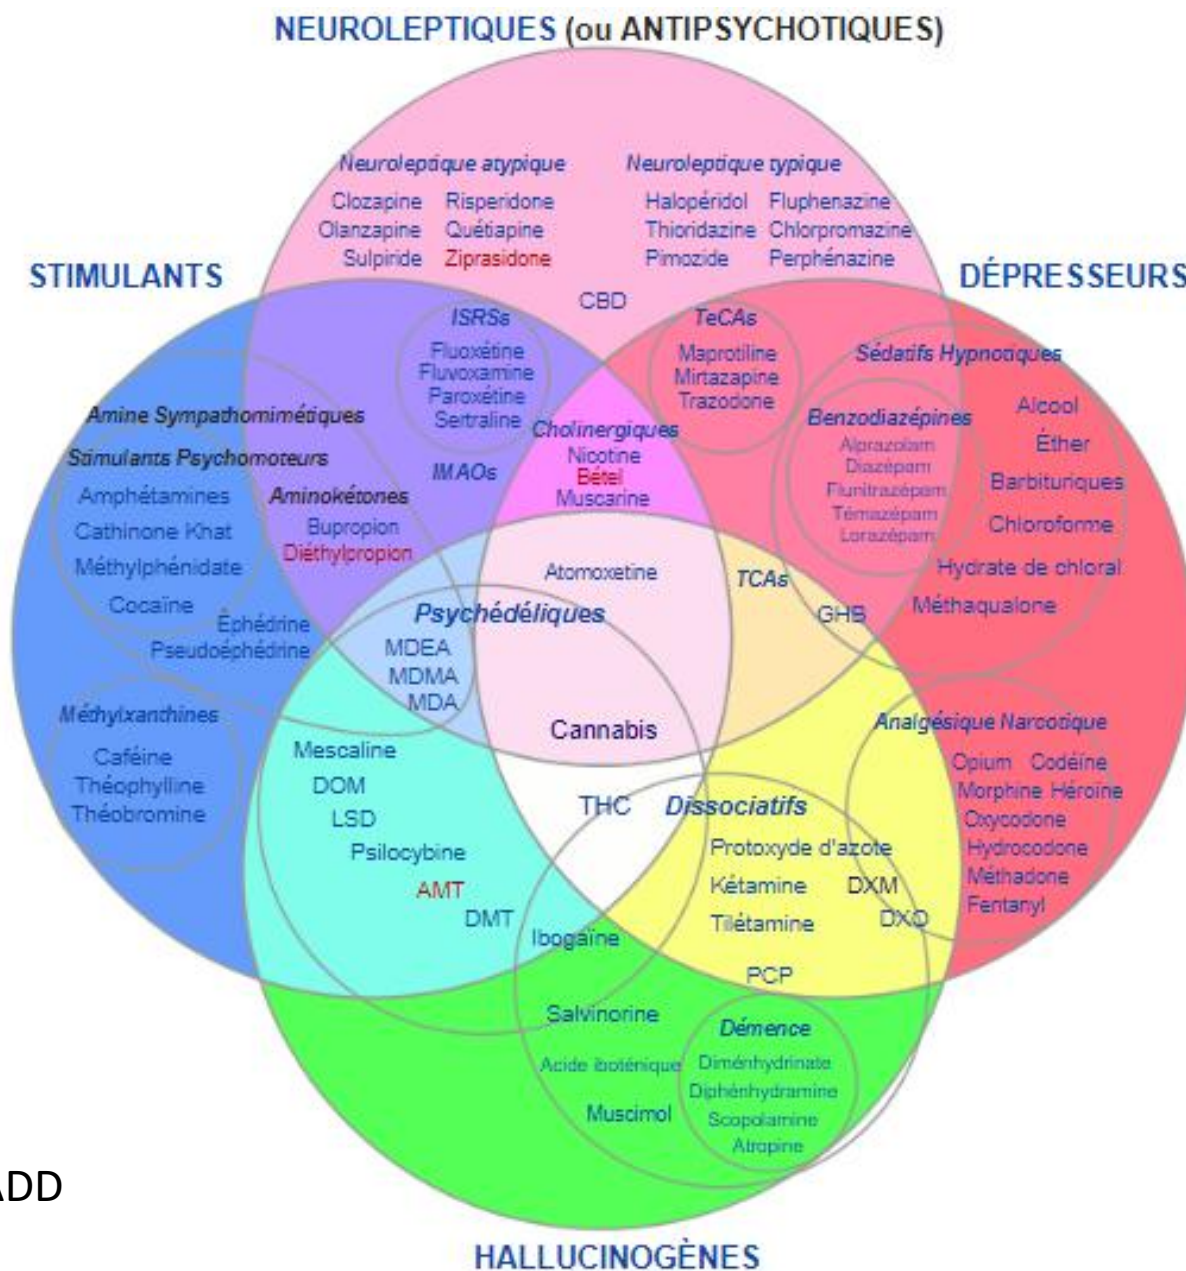 NEUROLEPTIQUES (ou ANTIPSYCHOTIQUES)
Neuroleptique atypique
Clozapine Risperidone
Olanzapine Quétiapine
Sulpiride Ziprasidone
Neuroleptique typique
Halopéridol Fluphenazine
Thioridazine Chlorpromazine
Pimozide Perphénazine
STIMULANTS
DÉPRESSEURS
CBD
ISRSs
Fluoxétine
Fluvoxamine
Paroxétine
Sertraline
TeCAs
Maprotiline
Mirtazapine
Trazodone
Sédatifs Hypnotiques
Benzodiazépines
Alprazolam
Diazépam
Flunitrazépam
Témazépam
Lorazépam
Alcool
Éther
Barbituriques
Chloroforme
Hydrate de chloral
Méthaqualone
Amine Sympathomimétiques
Stimulants Psychomoteurs
Amphétamines
Cathinone Khat
Méthylphénidate
Cocaïne
Éphédrine
Pseudoéphédrine
IMAOs
Aminokétones
Bupropion
Diéthylpropion
Cholinergiques
Nicotine
Bétel
Muscarine
Atomoxetine
TCAs
GHB
Psychédéliques
MDEA
MDMA
MDA
Cannabis
Méthylxanthines
Caféine
Théophylline
Théobromine
Mescaline
DOM
LSD
Psilocybine
AMT
DMT
Ibogaïne
THC
Dissociatifs
Protoxyde d'azote
Kétamine DXM
Tilétamine DXO
PCP
Analgésique Narcotique
Opium Codéïne
Morphine Héroïne
Oxycodone
Hydrocodone
Méthadone
Fentanyl
Salvinorine
Acide iboténique
Muscimol
Démence
Diménhydrinate
Diphénhydramine
Scopolamine
Atropine
ADD
HALLUCINOGÈNES